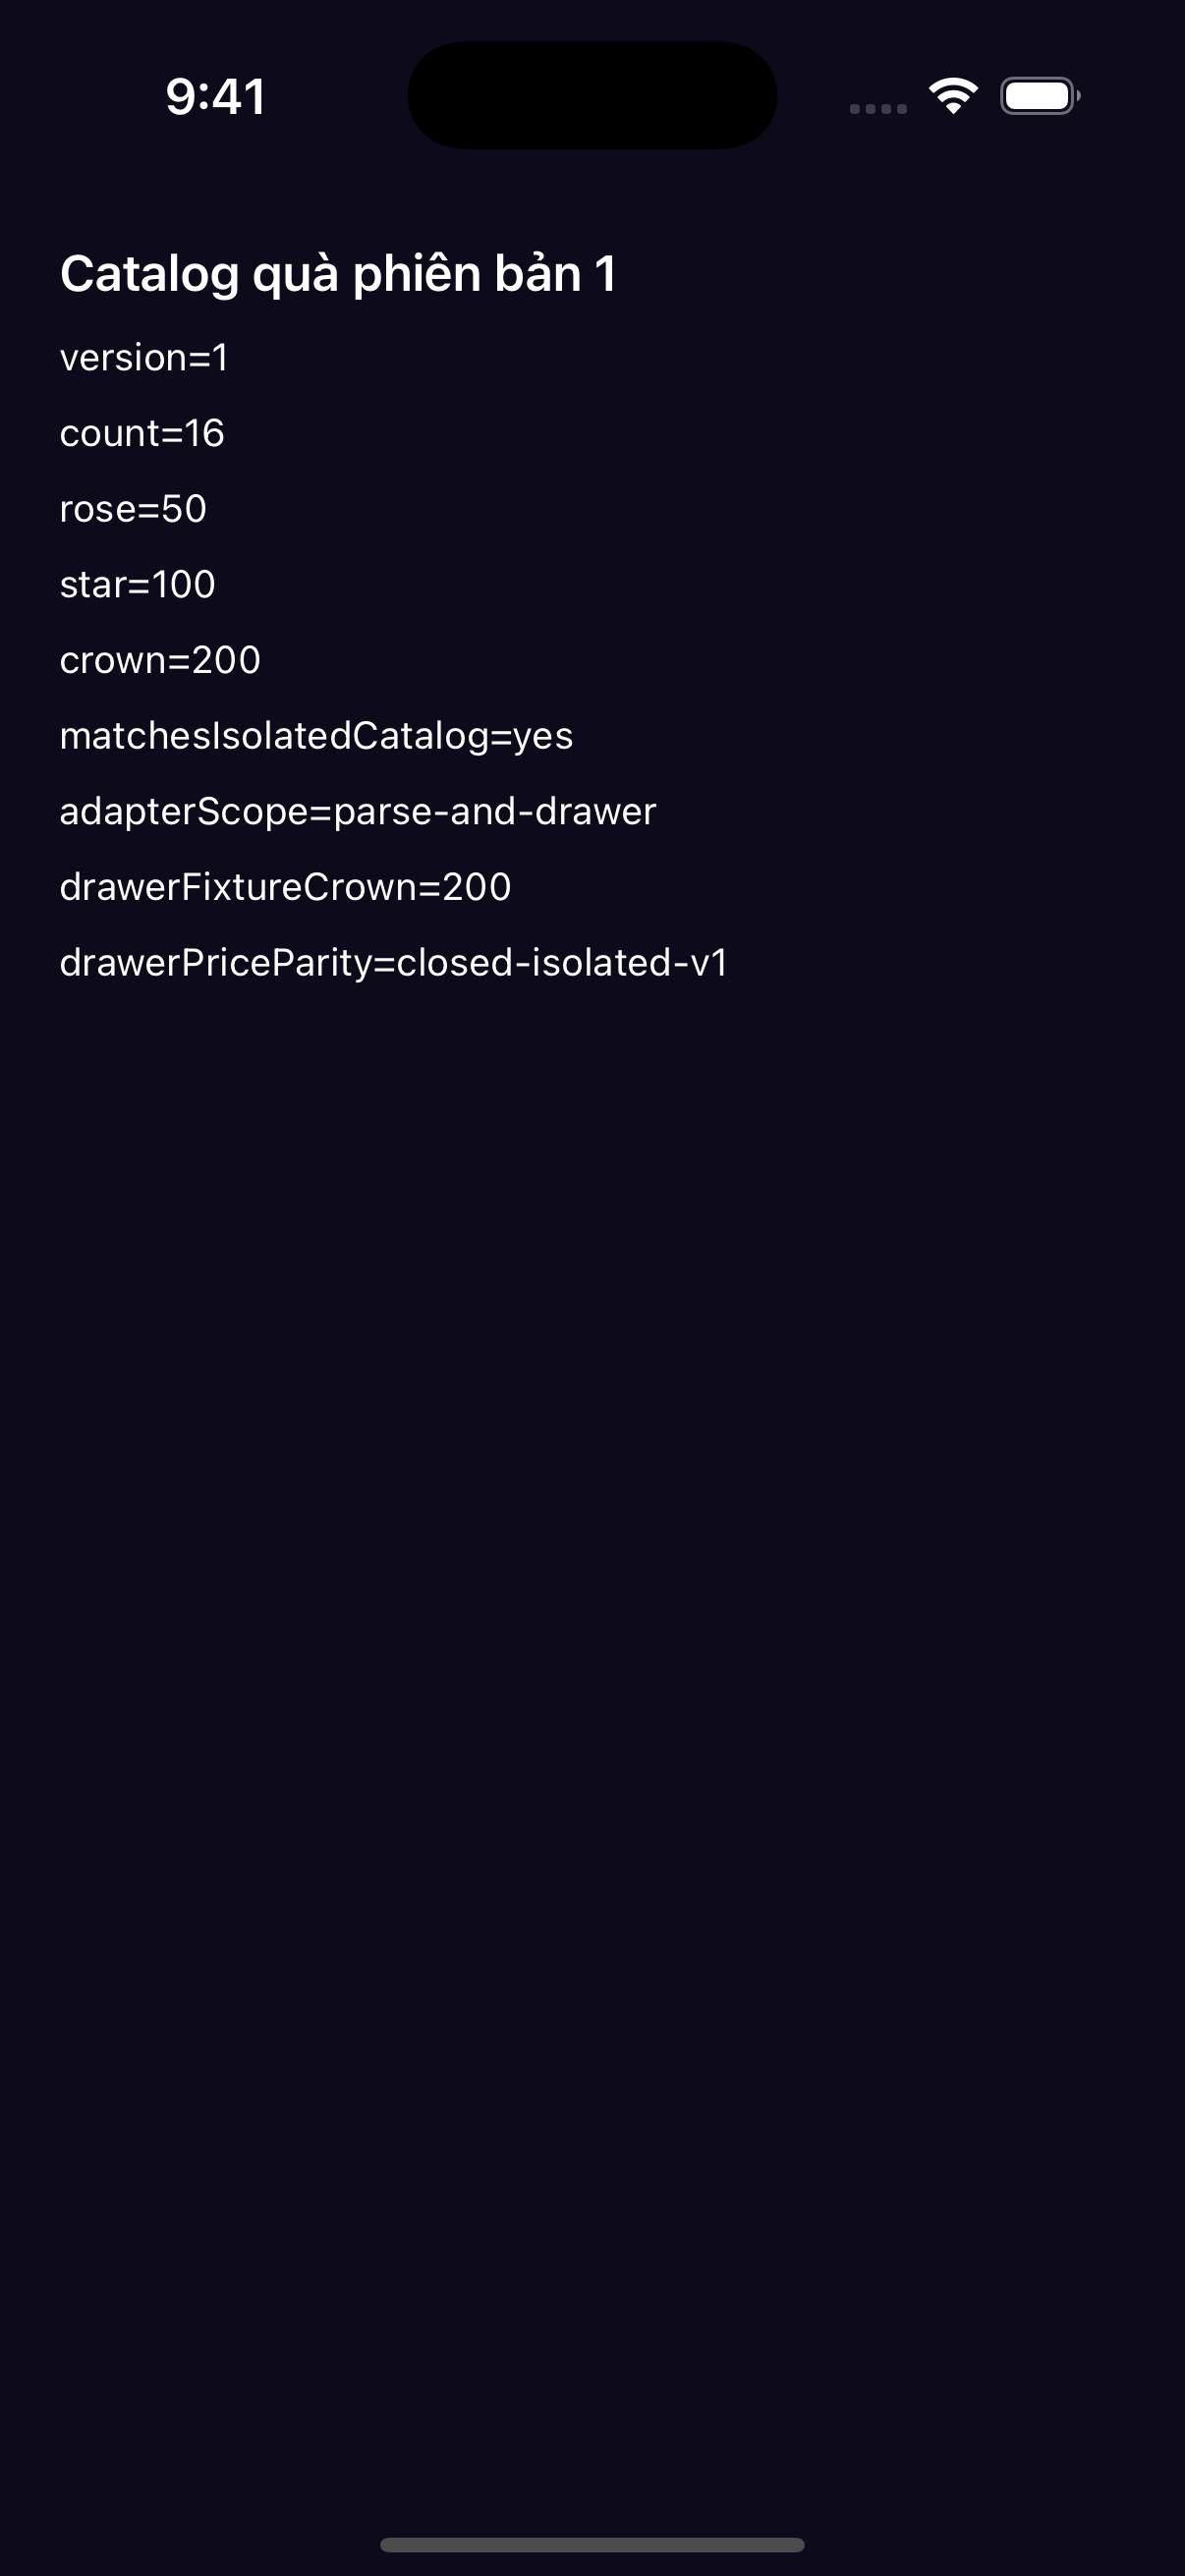 9:41
Catalog quà phiên bản 1
version=1
count=16
rose=50
star=100
crown=200
matchesIsolatedCatalog=yes
adapterScope=parse-and-drawer
drawerFixtureCrown=200
drawerPriceParity=closed-isolated-v1